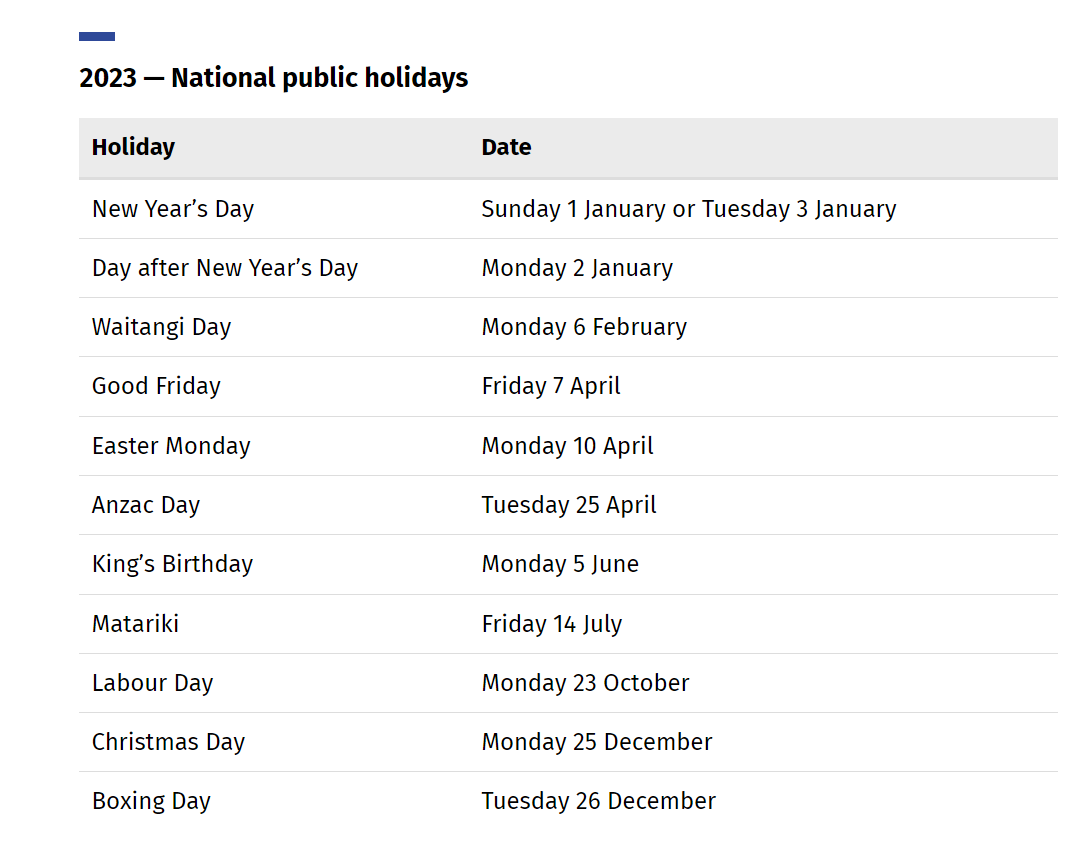 2023 — National public holidays
Holiday Date
New Year’s Day Sunday 1 January or Tuesday 3 January
Day after New Year’s Day Monday 2 January
Waitangi Day Monday 6 February
Good Friday Friday 7 April
Easter Monday Monday 10 April
Anzac Day Tuesday 25 April
King’s Birthday Monday 5 June
Matariki Friday 14 July
Labour Day Monday 23 October
Christmas Day Monday 25 December
Boxing Day Tuesday 26 December